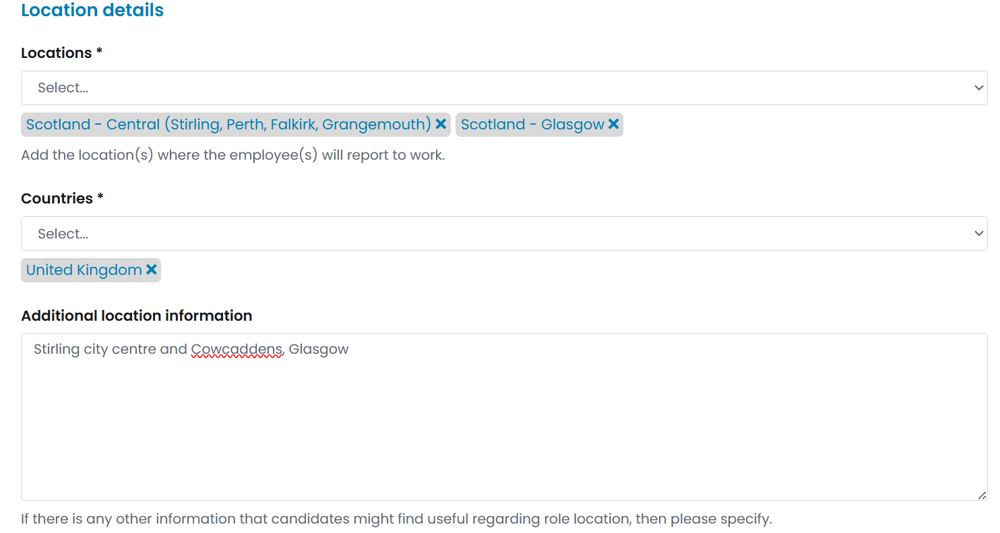 Location details
Locations *
Select...
Scotland - Central (Stirling, Perth, Falkirk, Grangemouth) Scotland - Glasgow
Add the location(s) where the employee(s) will report to work.
Countries *
Select...
United Kingdom
Additional location information
Stirling city centre and Cowcaddens, Glasgow
If there is any other information that candidates might find useful regarding role location, then please specify.